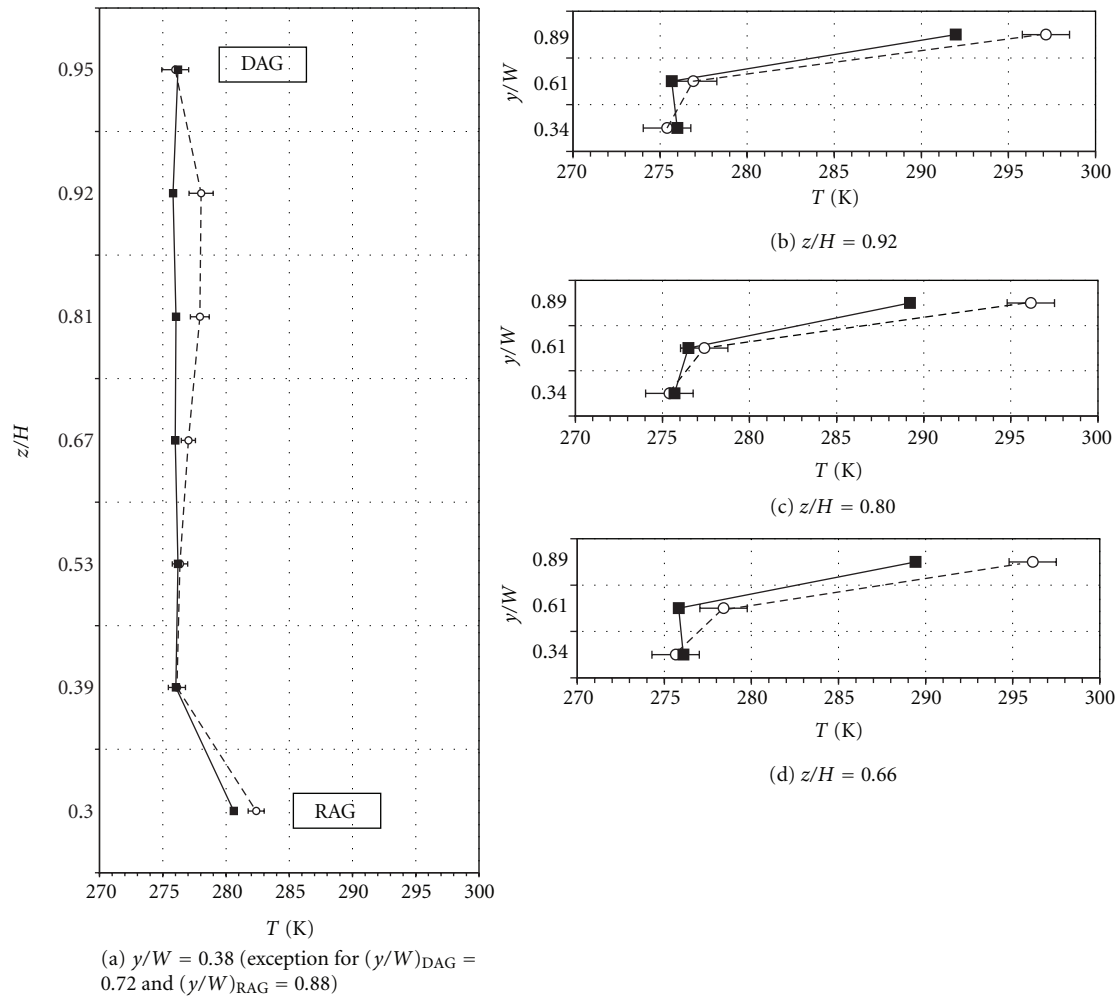 DAG
RAG
0.95
0.92
0.81
0.67
0.53
0.39
0.3
z/H
270 275 280 285 290 295 300
T (K)
(a) y/W = 0.38 (exception for (y/W)DAG =
0.72 and (y/W)RAG = 0.88)
0.89
0.61
0.34
y/W
270 275 280 285 290 295 300
T (K)
(b) z/H = 0.92
0.89
0.61
0.34
y/W
270 275 280 285 290 295 300
T (K)
(c) z/H = 0.80
0.89
0.61
0.34
y/W
270 275 280 285 290 295 300
T (K)
(d) z/H = 0.66